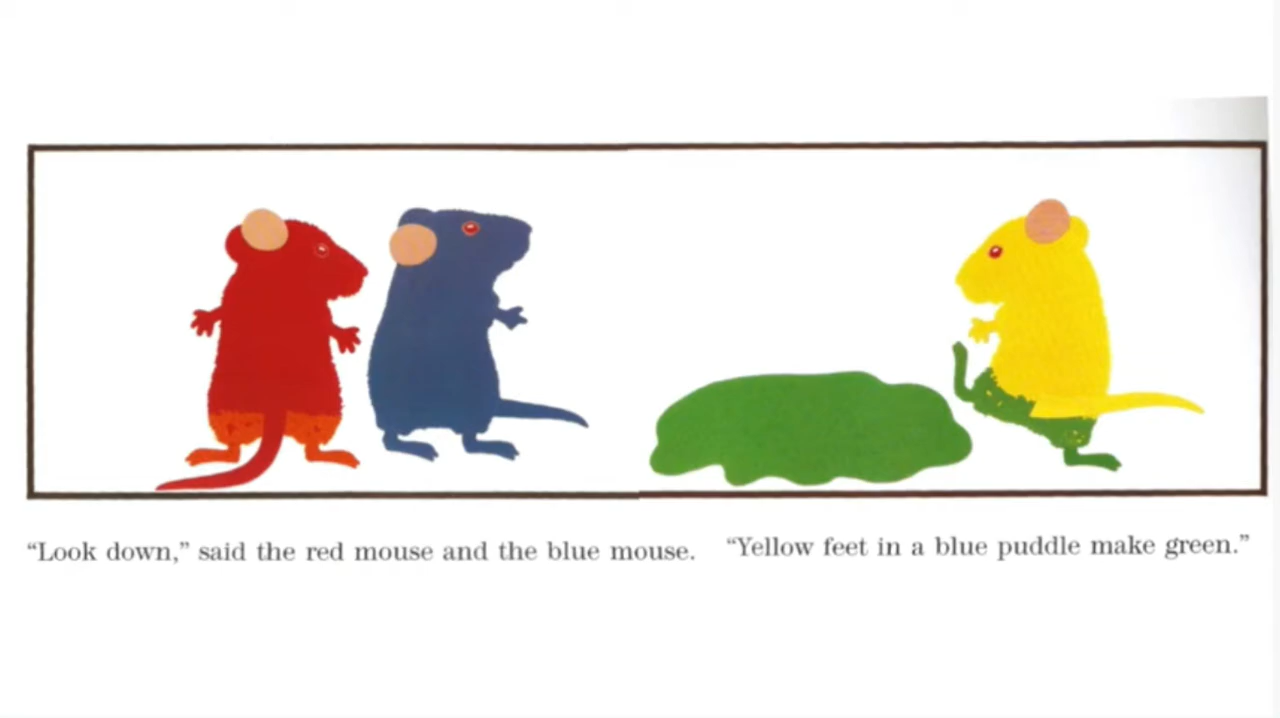 “Look down,” said the red mouse and the blue mouse.
“Yellow feet in a blue puddle make green.”